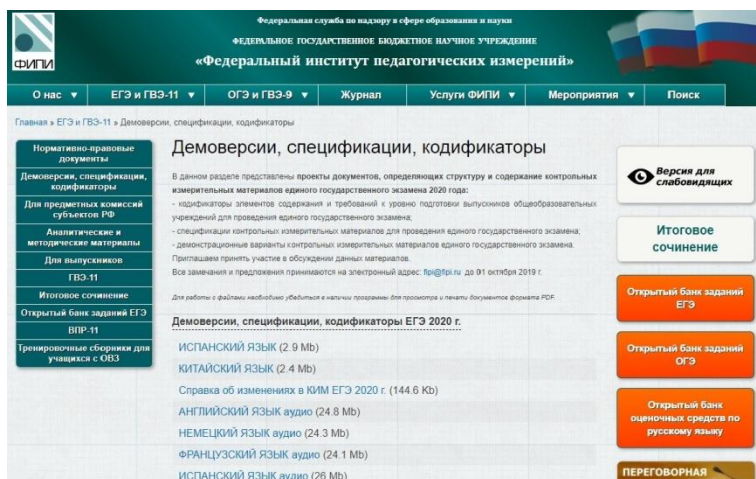 Федеральная служба по надзору в сфере образования и науки
ФЕДЕРАЛЬНОЕ ГОСУДАРСТВЕННОЕ БЮДЖЕТНОЕ НАУЧНОЕ УЧРЕЖДЕНИЕ
«Федеральный институт педагогических измерений»
ФИПИ
О нас ▼ ЕГЭ и ГВЭ-11 ▼ ОГЭ и ГВЭ-9 ▼ Журнал Услуги ФИПИ ▼ Мероприятия ▼ Поиск
Главная » ЕГЭ и ГВЭ-11 » Демоверсии, спецификации, кодификаторы
Нормативно-правовые
документы
Демоверсии, спецификации,
кодификаторы
Для предметных комиссий
субъектов РФ
Аналитические и
методические материалы
Для выпускников
ГВЭ-11
Итоговое сочинение
Открытый банк заданий ЕГЭ
ВПР-11
Тренировочные сборники для
учащихся с ОВЗ
Демоверсии, спецификации, кодификаторы
В данном разделе представлены проекты документов, определяющих структуру и содержание контрольных
измерительных материалов единого государственного экзамена 2020 года:
- кодификаторы элементов содержания и требований к уровню подготовки выпускников общеобразовательных
учреждений для проведения единого государственного экзамена;
- спецификации контрольных измерительных материалов для проведения единого государственного экзамена;
- демонстрационные варианты контрольных измерительных материалов единого государственного экзамена.
Приглашаем принять участие в обсуждении данных материалов.
Все замечания и предложения принимаются на электронный адрес: fipi@fipi.ru до 01 октября 2019 г.
Для работы с файлами необходимо убедиться в наличии программы для просмотра и печати документов формата PDF.
Демоверсии, спецификации, кодификаторы ЕГЭ 2020 г.
ИСПАНСКИЙ ЯЗЫК (2.9 Mb)
КИТАЙСКИЙ ЯЗЫК (2.4 Mb)
Справка об изменениях в КИМ ЕГЭ 2020 г. (144.6 Kb)
АНГЛИЙСКИЙ ЯЗЫК аудио (24.8 Mb)
НЕМЕЦКИЙ ЯЗЫК аудио (24.3 Mb)
ФРАНЦУЗСКИЙ ЯЗЫК аудио (24.1 Mb)
ИСПАНСКИЙ ЯЗЫК аудио (26 Mb)
Версия для
слабовидящих
Итоговое
сочинение
Открытый банк заданий
ЕГЭ
Открытый банк заданий
ОГЭ
Открытый банк
оценочных средств по
русскому языку
ПЕРЕГОВОРНАЯ